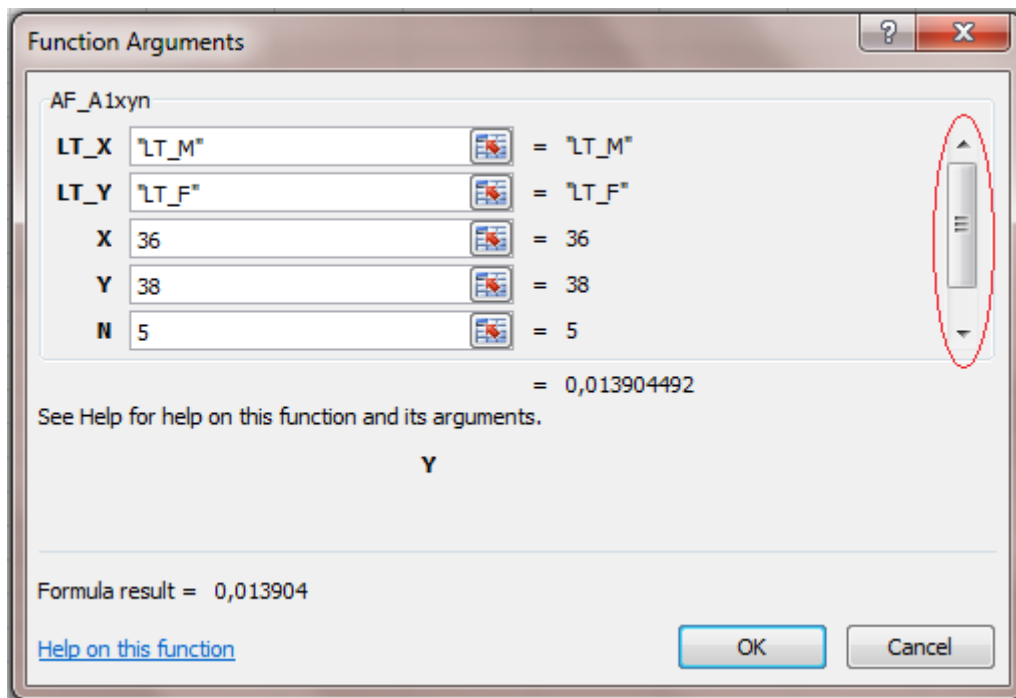 Function Arguments
AF_A1xyn
LT_X "LT_M" = "LT_M"
LT_Y "LT_F" = "LT_F"
X 36 = 36
Y 38 = 38
N 5 = 5
= 0,013904492
See Help for help on this function and its arguments.
Y
Formula result = 0,013904
Help on this function
OK Cancel